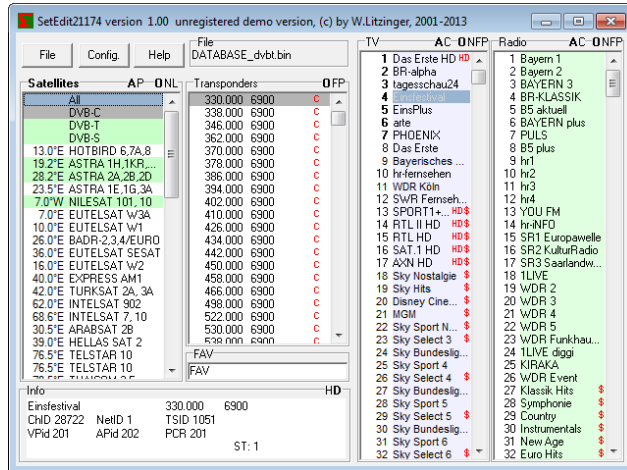 SetEdit21174 version 1.00 unregistered demo version, (c) by W.Litzinger, 2001-2013
File Config. Help
File
DATABASE_dvbt.bin
Satellites A P O N L
All
DVB-C
DVB-T
DVB-S
13.0°E HOTBIRD 6,7A,8
19.2°E ASTRA 1H,1KR,...
28.2°E ASTRA 2A,2B,2D
23.5°E ASTRA 1E,1G,3A
7.0°W NILESAT 101, 10
7.0°E EUTELSAT W3A
10.0°E EUTELSAT W1
26.0°E BADR-2,3,4/EURO
36.0°E EUTELSAT SESAT
16.0°E EUTELSAT W2
40.0°E EXPRESS AM1
42.0°E TURKSAT 2A, 3A
62.0°E INTELSAT 902
68.6°E INTELSAT 7, 10
30.5°E ARABSAT 2B
39.0°E HELLAS SAT 2
76.5°E TELSTAR 10
76.5°E TELSTAR 10
Transponders O F P
330.000 6900 C
338.000 6900 C
346.000 6900 C
362.000 6900 C
370.000 6900 C
378.000 6900 C
386.000 6900 C
394.000 6900 C
402.000 6900 C
410.000 6900 C
426.000 6900 C
434.000 6900 C
442.000 6900 C
450.000 6900 C
458.000 6900 C
466.000 6900 C
498.000 6900 C
522.000 6900 C
530.000 6900 C
538.000 6900 C
FAV
FAV
TV A C O N F P
1 Das Erste HD HD
2 BR-alpha
3 tagesschau24
4 Einsfestival
5 EinsPlus
6 arte
7 PHOENIX
8 Das Erste
9 Bayerisches ...
10 hr-fernsehen
11 WDR Köln
12 SWR Fernseh...
13 SPORT1+... HD $
14 RTL II HD HD $
15 RTL HD HD $
16 SAT.1 HD HD $
17 AXN HD HD $
18 Sky Nostalgie $
19 Sky Hits $
20 Disney Cine... $
21 MGM $
22 Sky Sport N... $
23 Sky Select 3 $
24 Sky Bundeslig...
25 Sky Sport 4
26 Sky Select 4 $
27 Sky Bundeslig...
28 Sky Sport 5
29 Sky Select 5 $
30 Sky Bundeslig...
31 Sky Sport 6
32 Sky Select 6 $
Radio A C O N F P
1 Bayern 1
2 Bayern 2
3 BAYERN 3
4 BR-KLASSIK
5 B5 aktuell
6 BAYERN plus
7 PULS
8 B5 plus
9 hr1
10 hr2
11 hr3
12 hr4
13 YOU FM
14 hr-iNFO
15 SR1 Europawelle
16 SR2 KulturRadio
17 SR3 Saarlandw...
18 1LIVE
19 WDR 2
20 WDR 3
21 WDR 4
22 WDR 5
23 WDR Funkhau...
24 1LIVE diggi
25 KIRAKA
26 WDR Event
27 Klassik Hits $
28 Symphonie $
29 Country $
30 Instrumentals $
31 New Age $
32 Euro Hits $
Info HD
Einsfestival 330.000 6900
ChID 28722 NetID 1 TSID 1051
VPid 201 APid 202 PCR 201
ST: 1